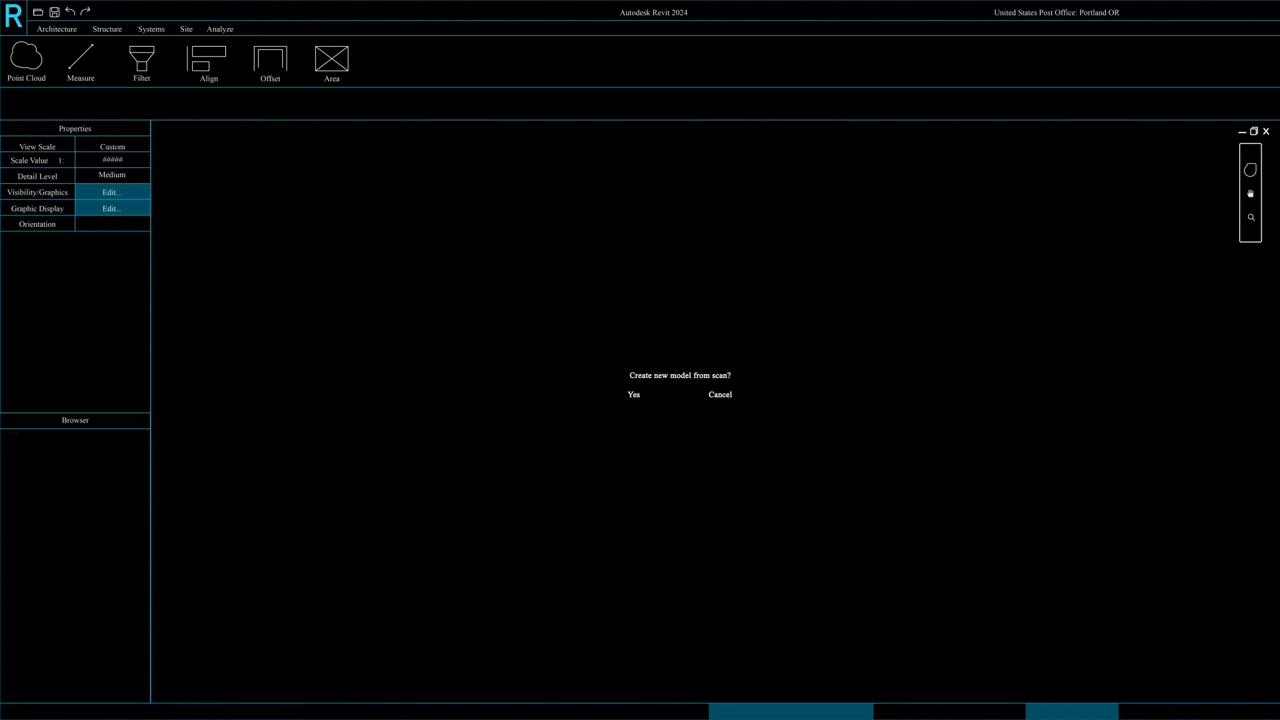 R
Autodesk Revit 2024
United States Post Office: Portland OR
Architecture Structure Systems Site Analyze
Point Cloud Measure Filter Align Offset Area
Properties
View Scale Custom
Scale Value 1: #####
Detail Level Medium
Visibility/Graphics Edit...
Graphic Display Edit...
Orientation
X
Create new model from scan?
Yes Cancel
Browser